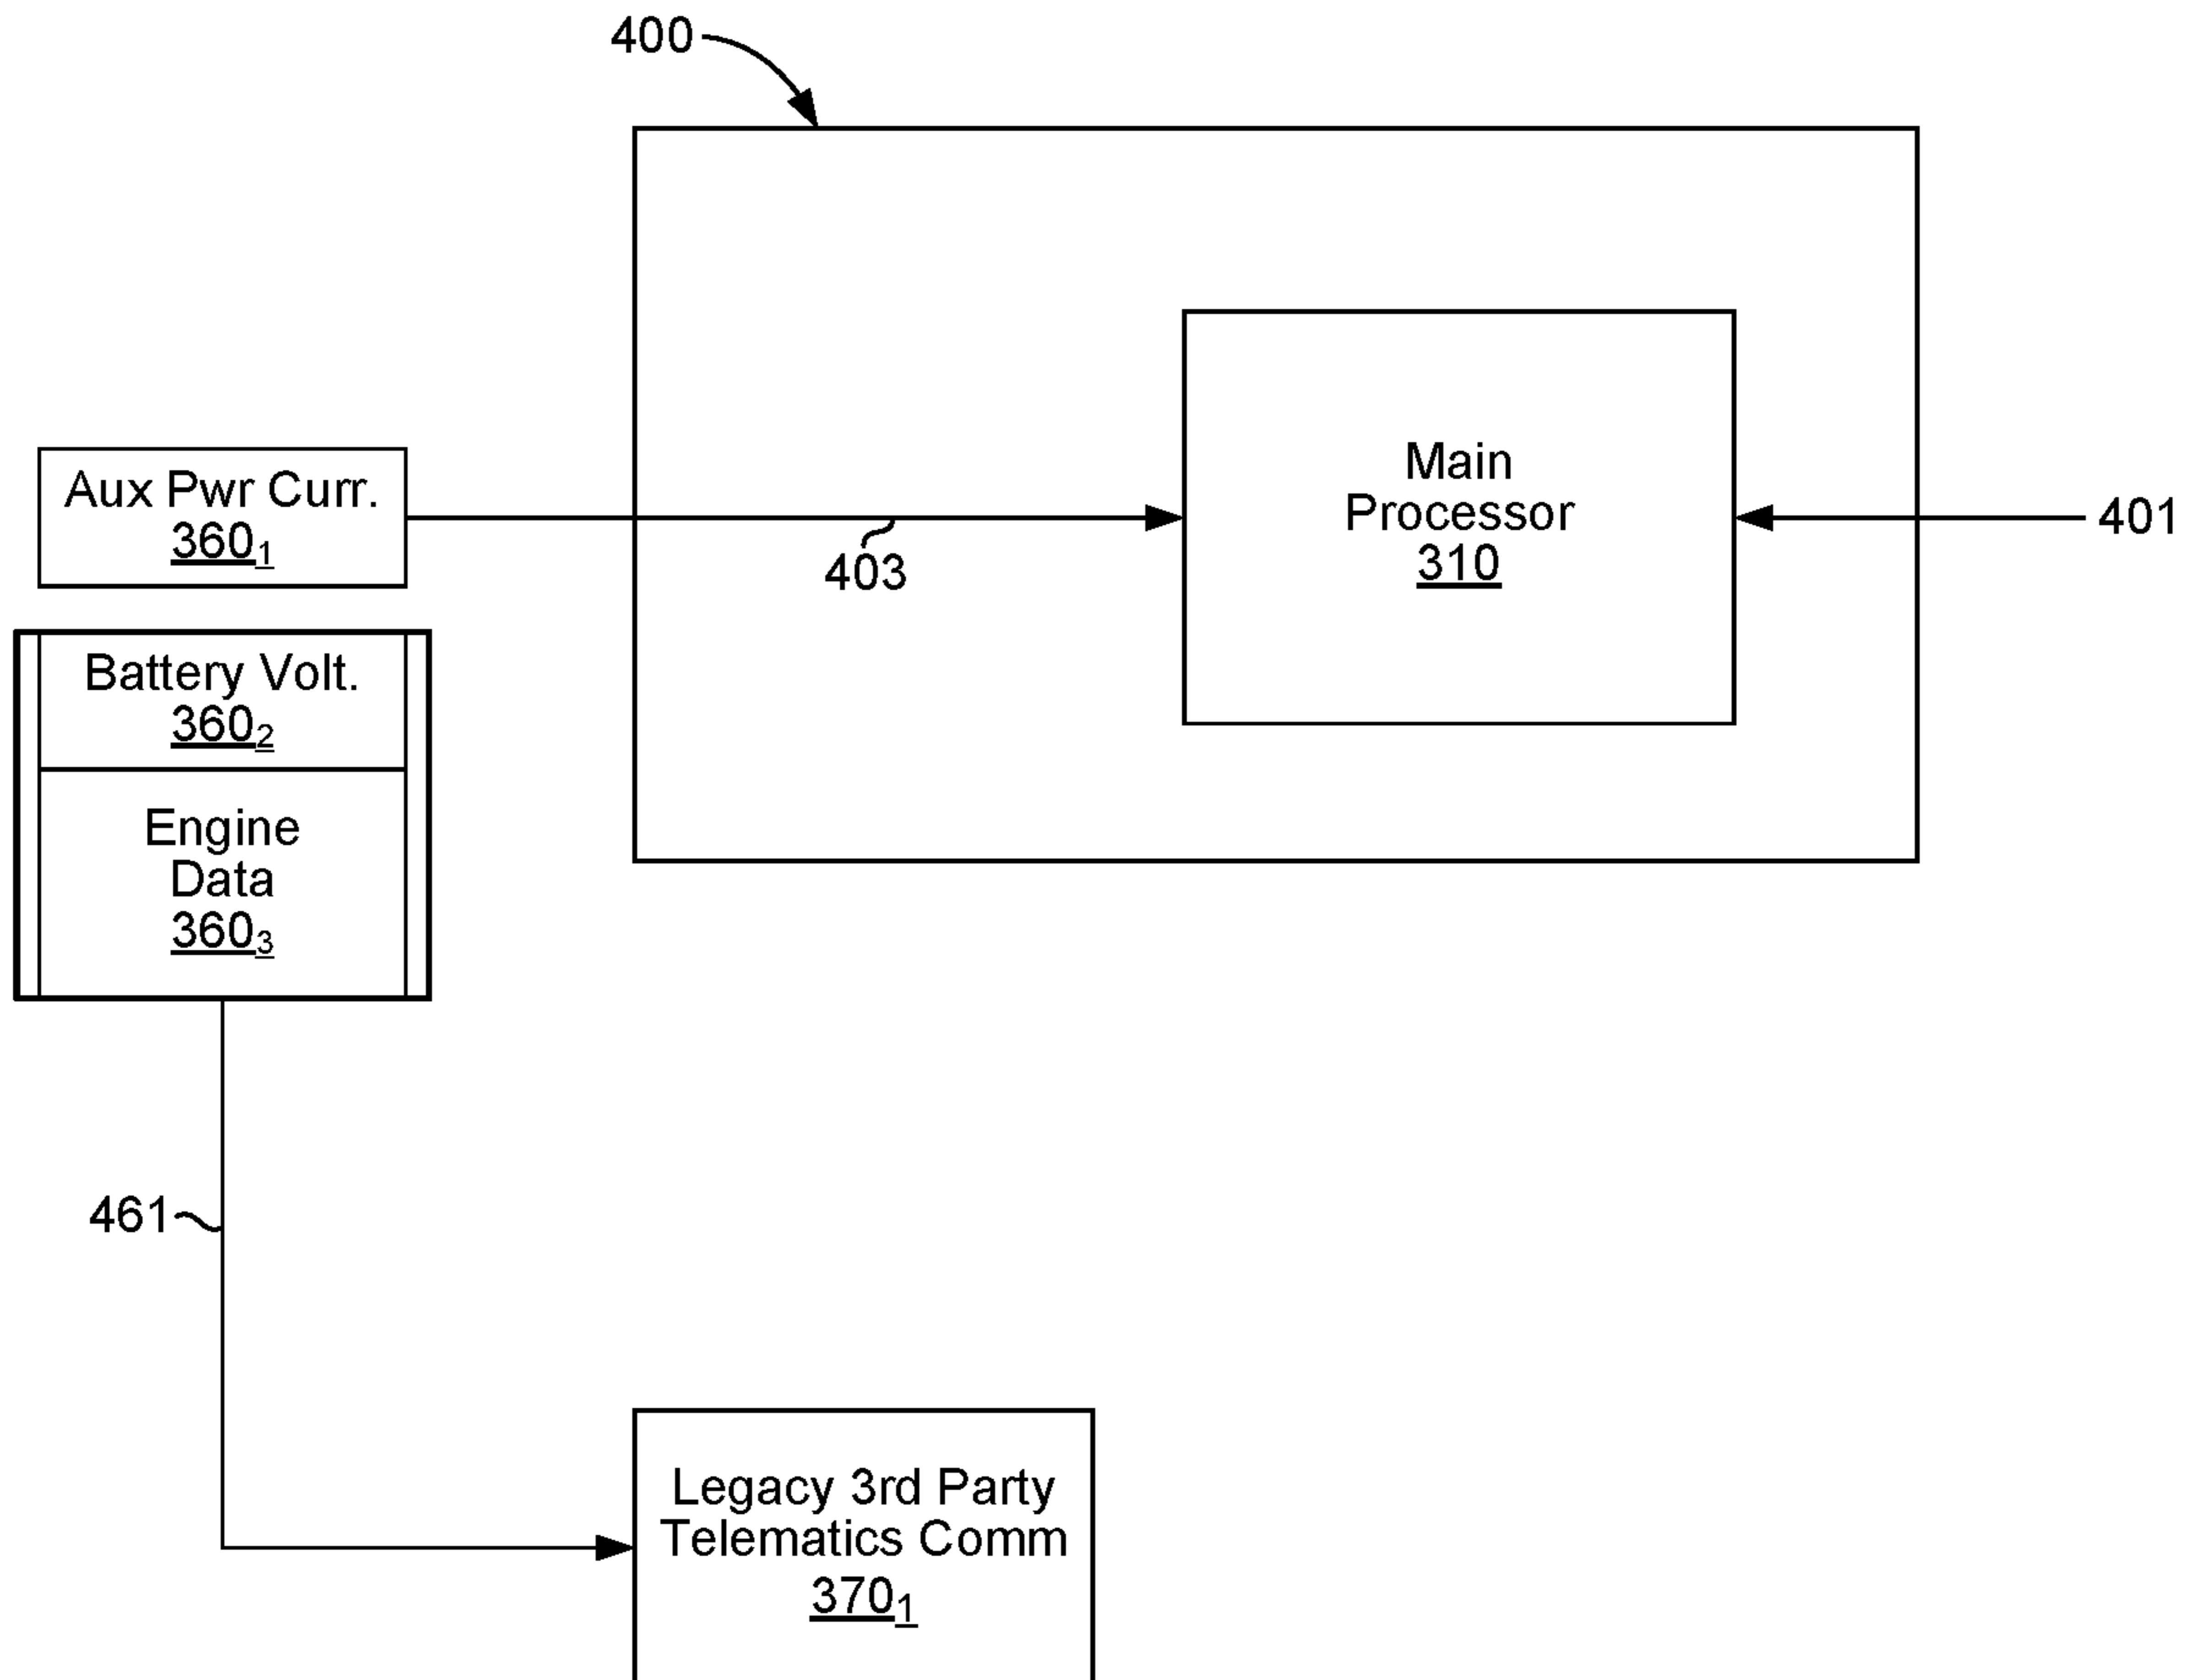 400
Aux Pwr Curr.
360₁
Main
Processor
310
401
403
Battery Volt.
360₂
Engine
Data
360₃
461
Legacy 3rd Party
Telematics Comm
370₁